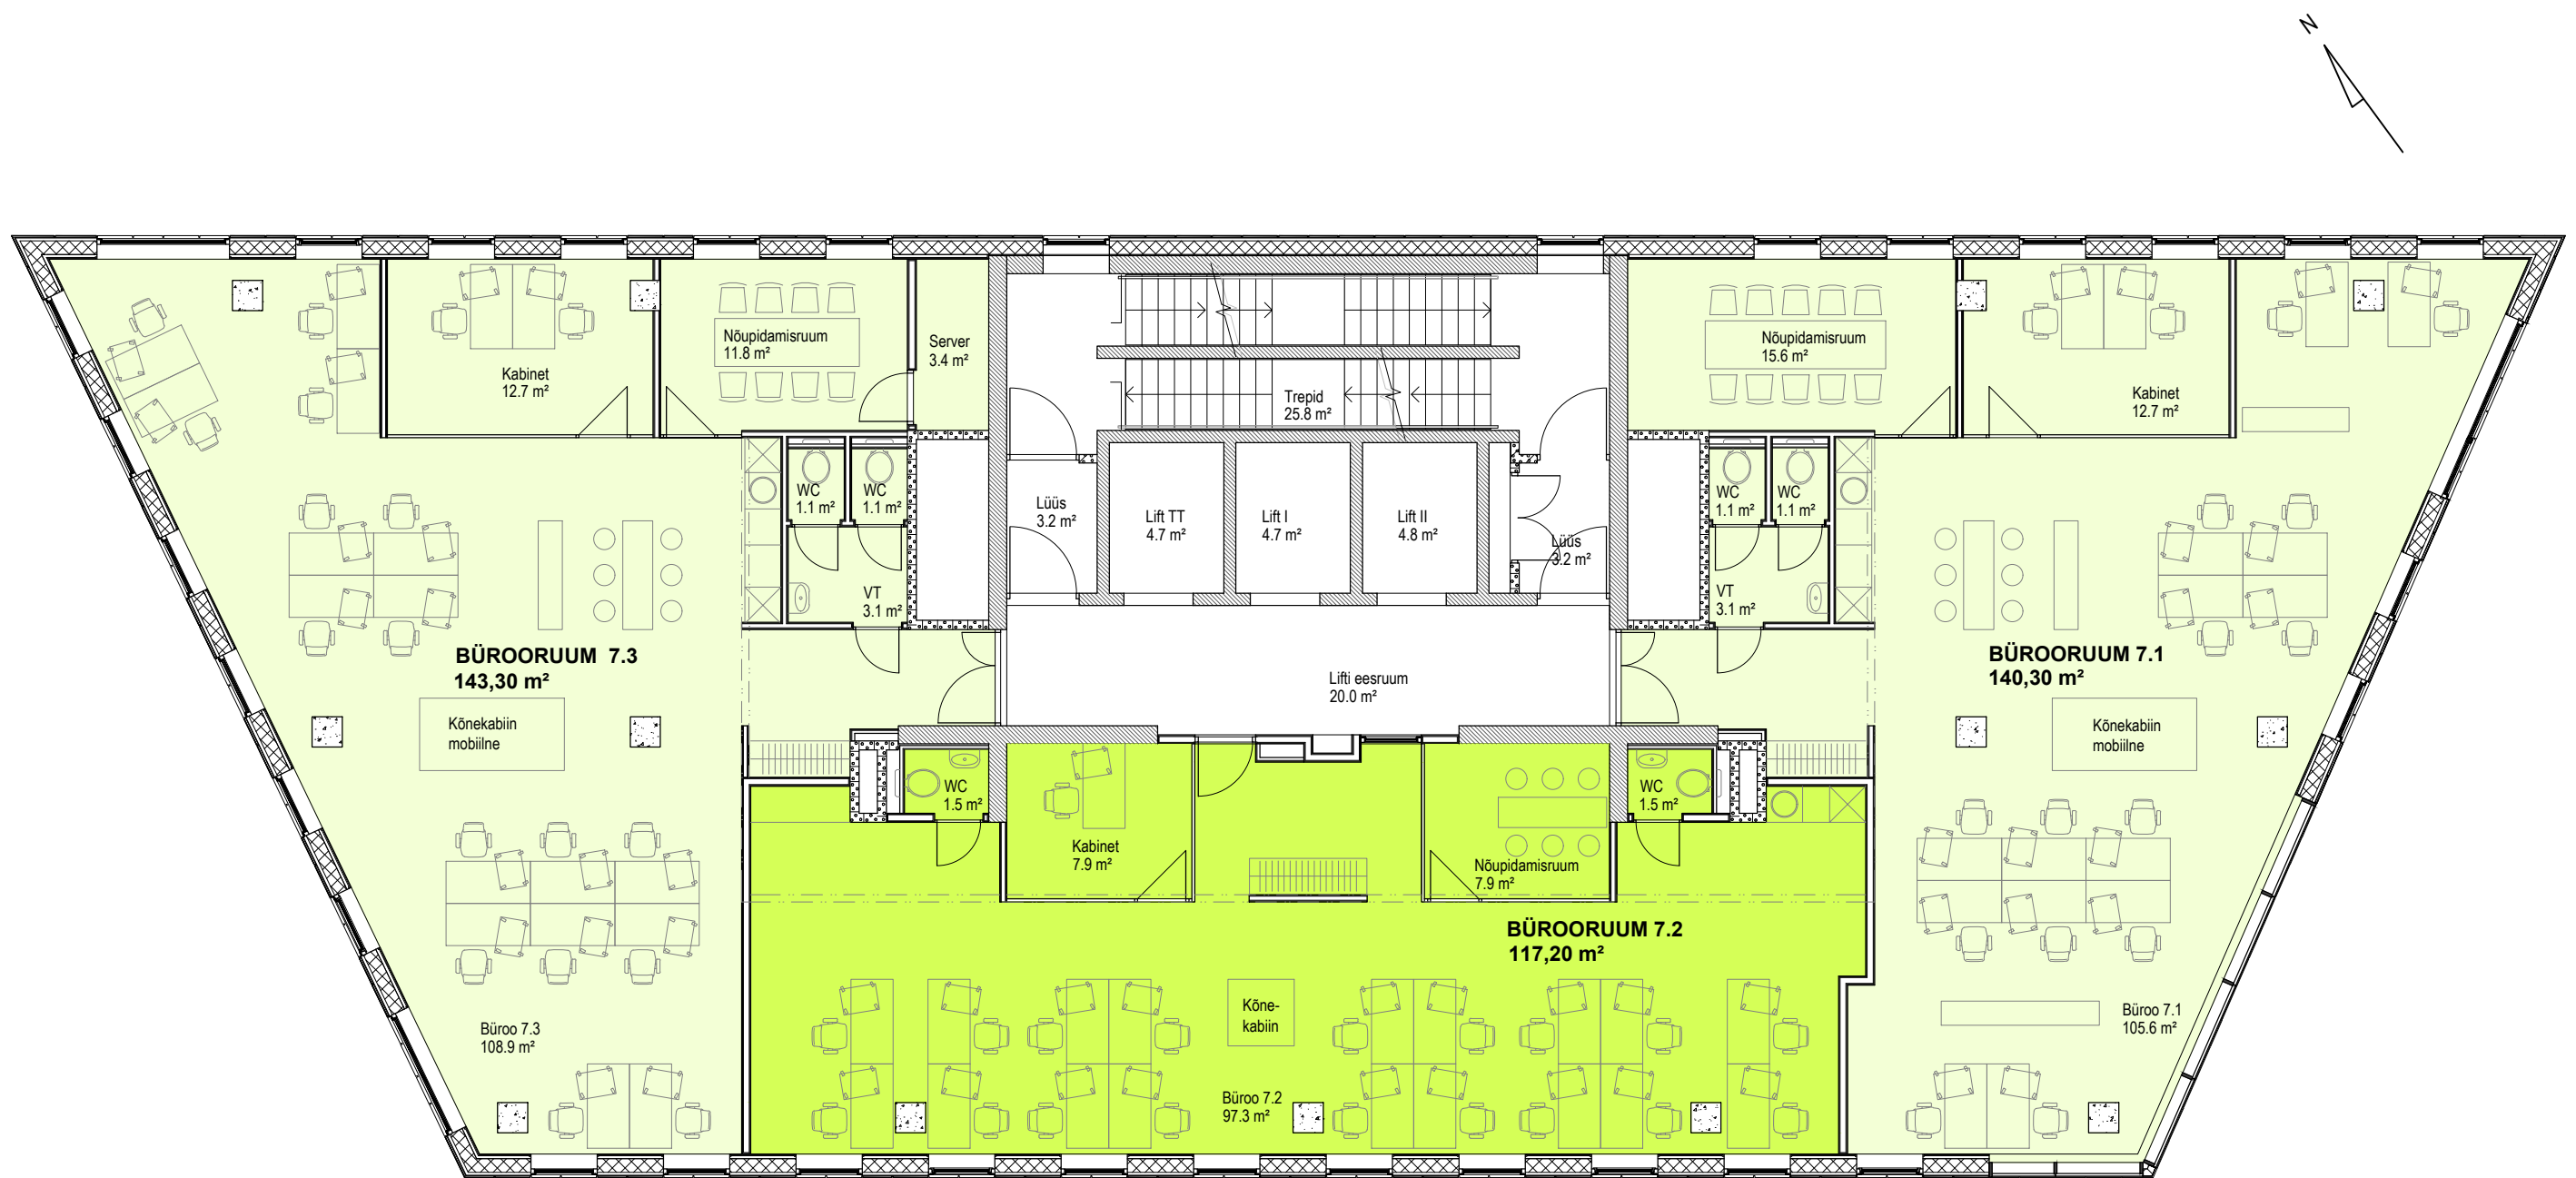 N
Nõupidamisruum
11.8 m²
Server
3.4 m²
Kabinet
12.7 m²
Trepid
25.8 m²
Nõupidamisruum
15.6 m²
Kabinet
12.7 m²
WC
1.1 m²
WC
1.1 m²
VT
3.1 m²
Lüüs
3.2 m²
Lift TT
4.7 m²
Lift I
4.7 m²
Lift II
4.8 m²
Lüüs
3.2 m²
WC
1.1 m²
WC
1.1 m²
VT
3.1 m²
BÜROORUUM 7.3
143,30 m²
Kõnekabiin
mobiilne
Lifti eesruum
20.0 m²
BÜROORUUM 7.1
140,30 m²
Kõnekabiin
mobiilne
WC
1.5 m²
Kabinet
7.9 m²
Nõupidamisruum
7.9 m²
WC
1.5 m²
BÜROORUUM 7.2
117,20 m²
Büroo 7.3
108.9 m²
Kõne-
kabiin
Büroo 7.2
97.3 m²
Büroo 7.1
105.6 m²